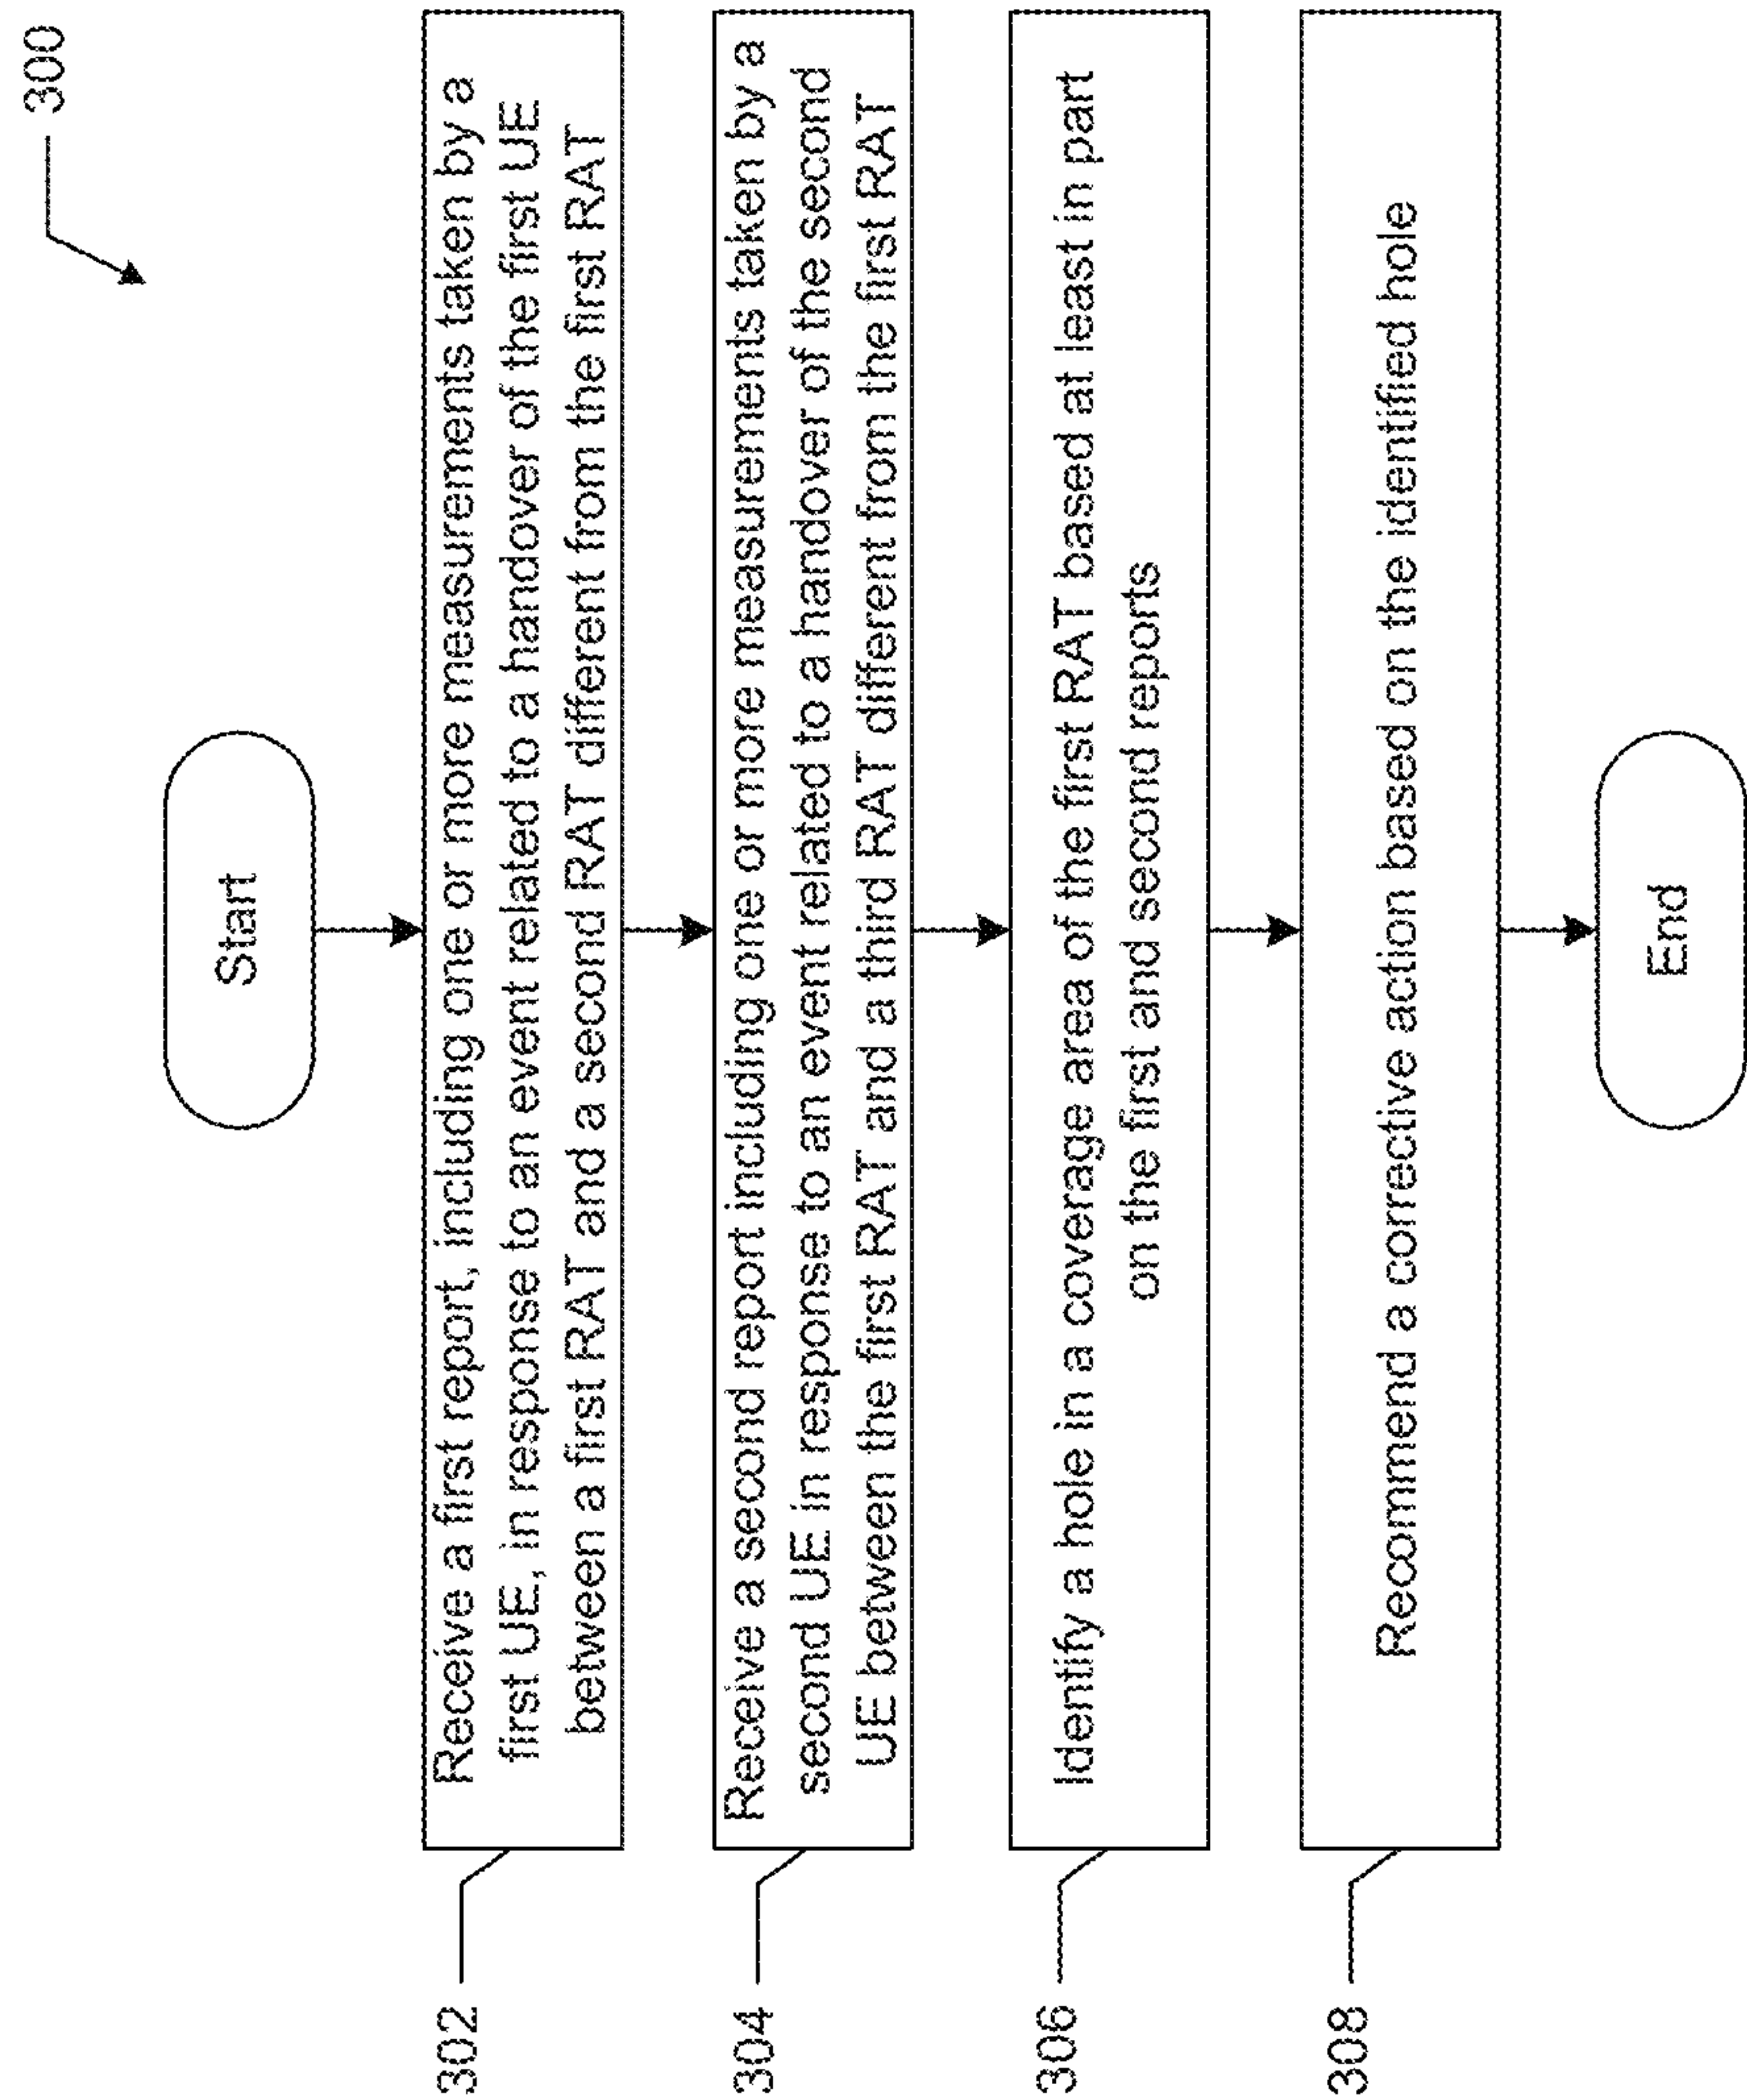 300
Start
302
Receive a first report, including one or more measurements taken by a
first UE, in response to an event related to a handover of the first UE
between a first RAT and a second RAT different from the first RAT
304
Receive a second report including one or more measurements taken by a
second UE in response to an event related to a handover of the second
UE between the first RAT and a third RAT different from the first RAT
306
Identify a hole in a coverage area of the first RAT based at least in part
on the first and second reports
308
Recommend a corrective action based on the identified hole
End